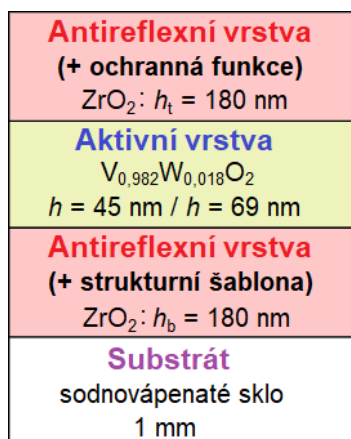 Antireflexní vrstva
(+ ochranná funkce)
ZrO₂: hₜ = 180 nm
Aktivní vrstva
V₀,₉₈₂W₀,₀₁₈O₂
h = 45 nm / h = 69 nm
Antireflexní vrstva
(+ strukturní šablona)
ZrO₂: h_b = 180 nm
Substrát
sodnovápenaté sklo
1 mm